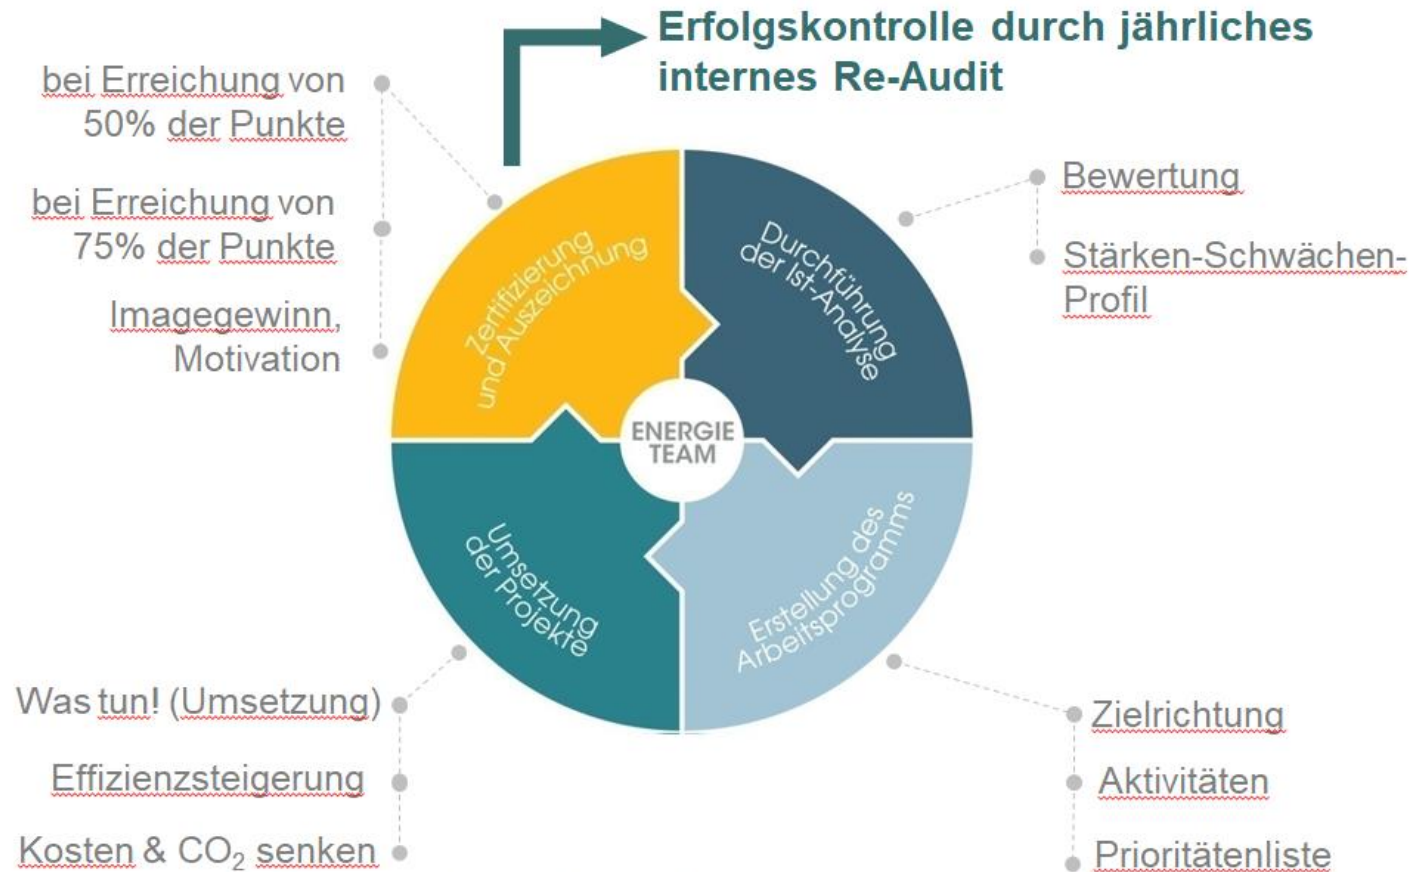 Erfolgskontrolle durch jährliches
internes Re-Audit
bei Erreichung von
50% der Punkte
bei Erreichung von
75% der Punkte
Imagegewinn,
Motivation
Zertifizierung
und Auszeichnung
Durchführung
der Ist-Analyse
Bewertung
Stärken-Schwächen-
Profil
ENERGIE
TEAM
Umsetzung
der Projekte
Erstellung des
Arbeitsprogramms
Was tun! (Umsetzung)
Effizienzsteigerung
Kosten & CO₂ senken
Zielrichtung
Aktivitäten
Prioritätenliste